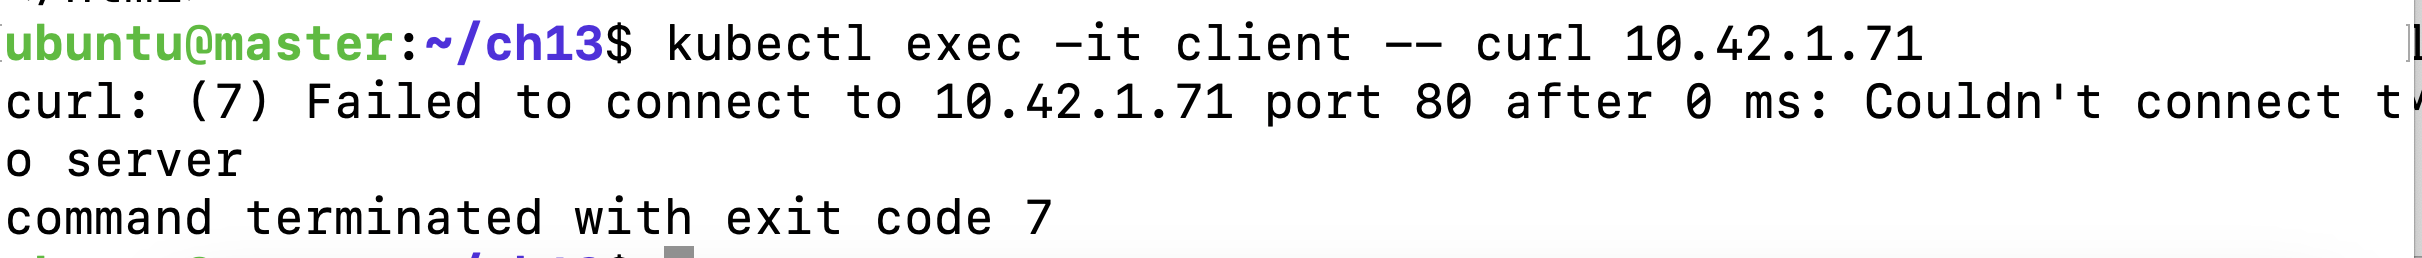 ubuntu@master:~/ch13$ kubectl exec -it client -- curl 10.42.1.71
curl: (7) Failed to connect to 10.42.1.71 port 80 after 0 ms: Couldn't connect t
o server
command terminated with exit code 7